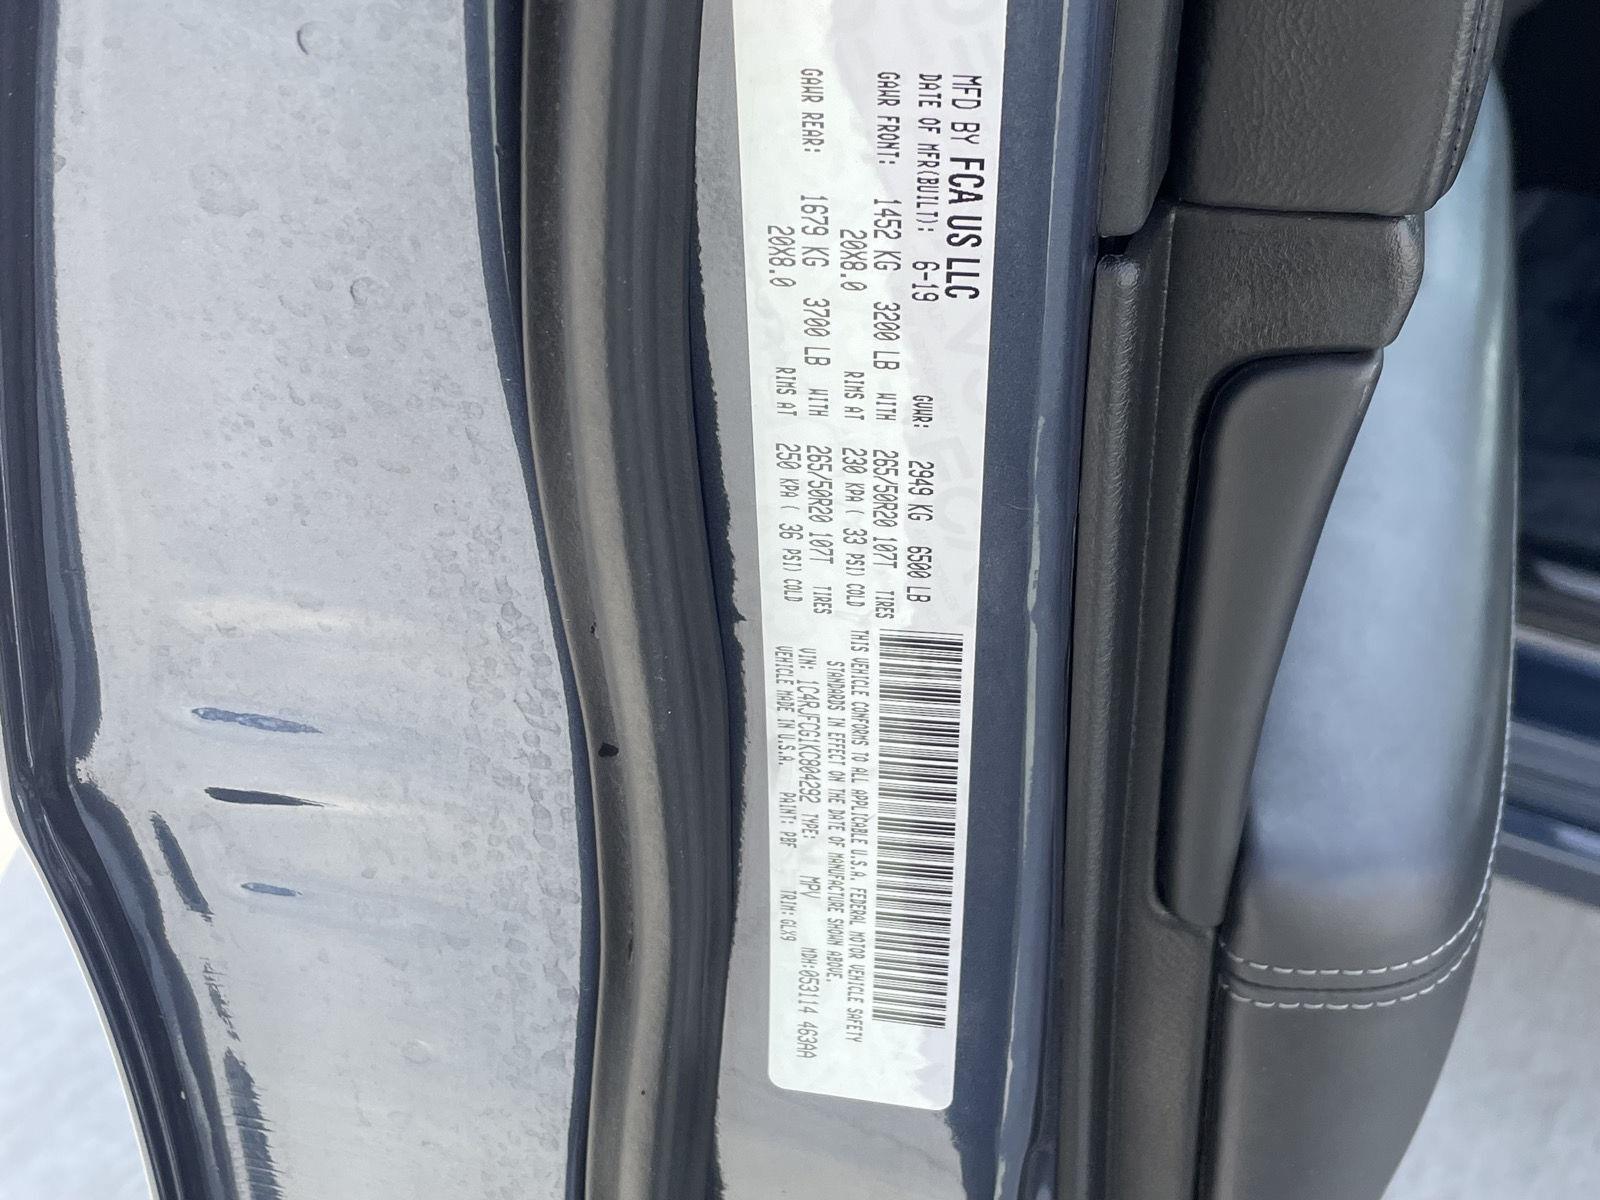 MFD BY FCA US LLC
DATE OF MFR(BUILT): 6-19 GVWR: 2949 KG 6500 LB
GAWR FRONT: 1452 KG 3200 LB WITH 265/50R20 107T TIRES
20X8.0 RIMS AT 230 KPA( 33 PSI) COLD
GAWR REAR: 1679 KG 3700 LB WITH 265/50R20 107T TIRES
20X8.0 RIMS AT 250 KPA( 36 PSI) COLD
THIS VEHICLE CONFORMS TO ALL APPLICABLE U.S.A. FEDERAL MOTOR VEHICLE SAFETY
STANDARDS IN EFFECT ON THE DATE OF MANUFACTURE SHOWN ABOVE.
VIN: 1C4RJFCG1KC804292 TYPE: MPV MDH:053114 463AA
VEHICLE MADE IN U.S.A. PAINT: PBF TRIM:GLX9